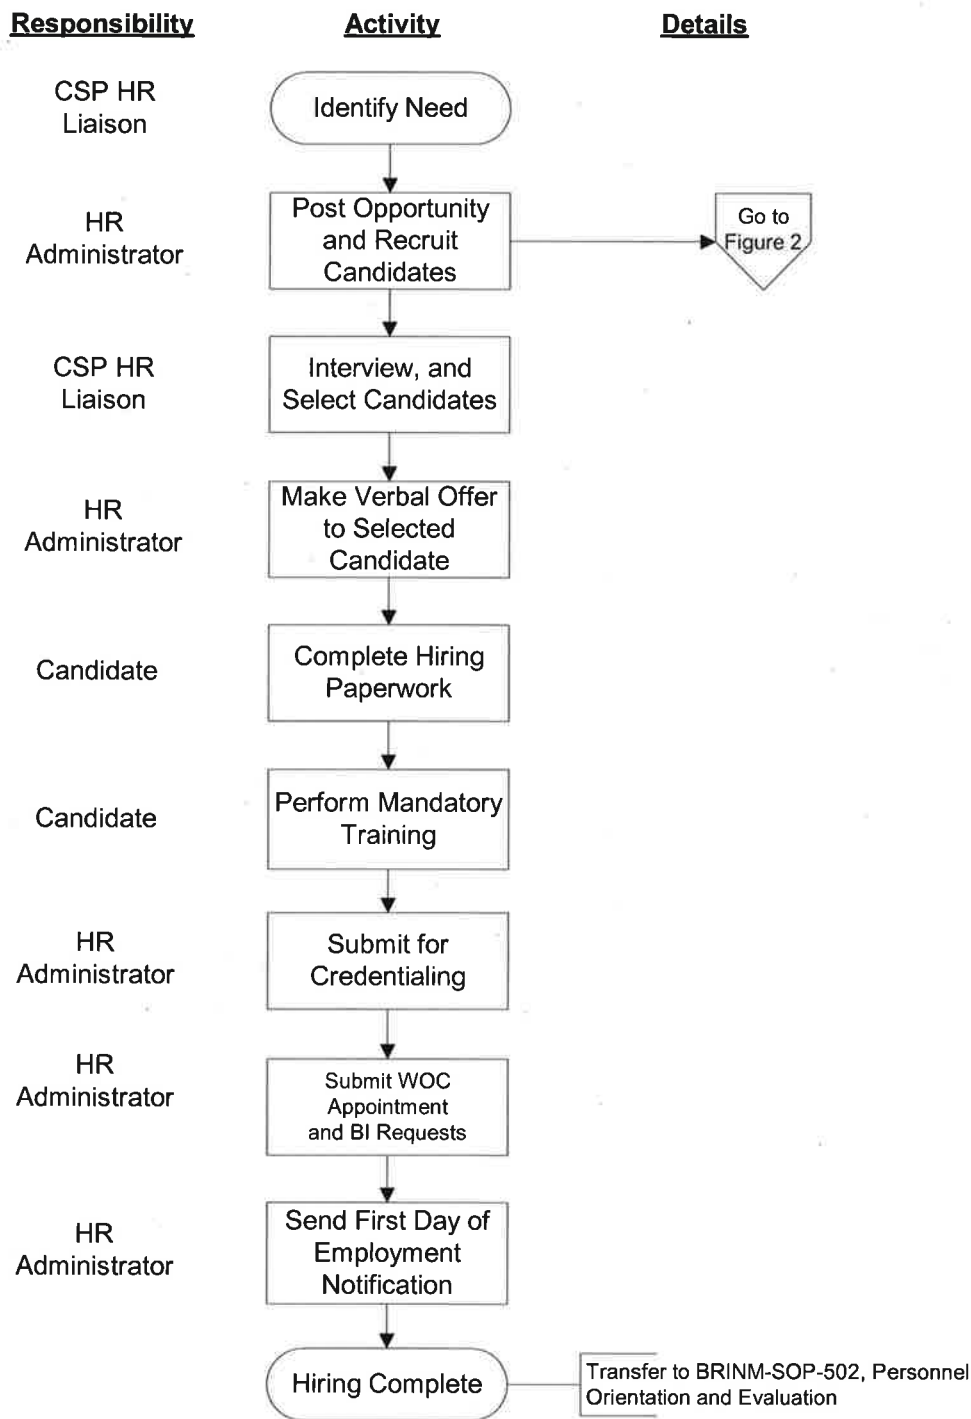 Responsibility Activity Details
CSP HR
Liaison
Identify Need
HR
Administrator
Post Opportunity
and Recruit
Candidates
Go to
Figure 2
CSP HR
Liaison
Interview, and
Select Candidates
HR
Administrator
Make Verbal Offer
to Selected
Candidate
Candidate
Complete Hiring
Paperwork
Candidate
Perform Mandatory
Training
HR
Administrator
Submit for
Credentialing
HR
Administrator
Submit WOC
Appointment
and BI Requests
HR
Administrator
Send First Day of
Employment
Notification
Hiring Complete
Transfer to BRINM-SOP-502, Personnel
Orientation and Evaluation